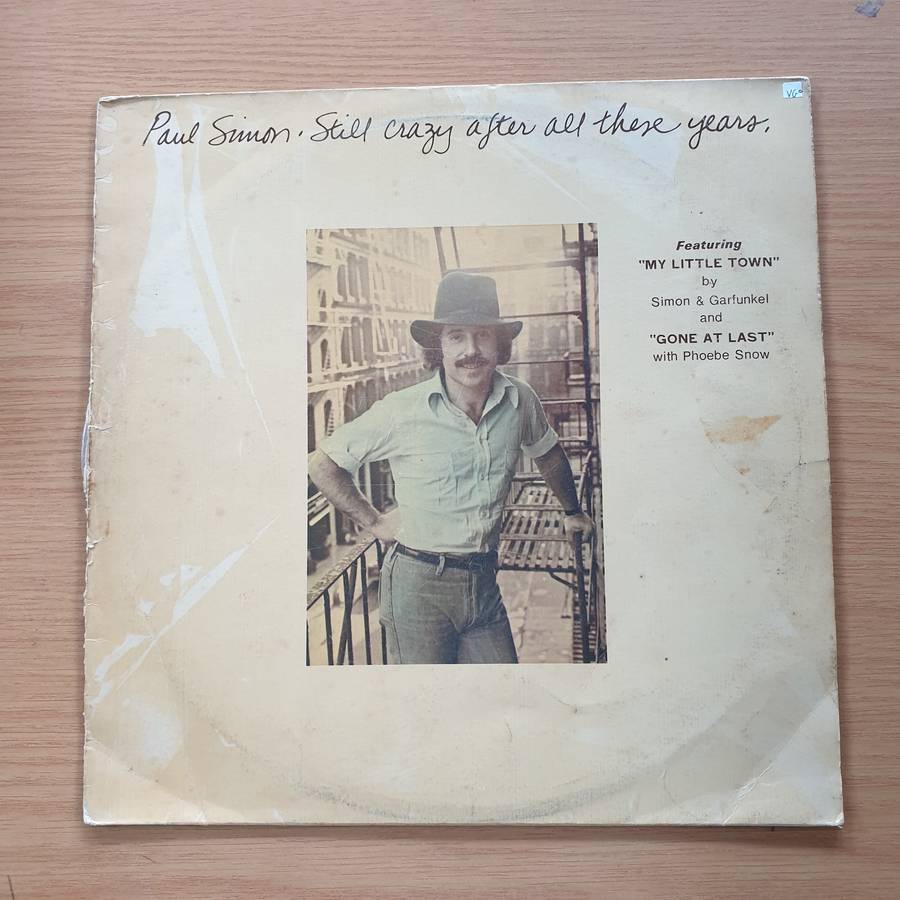 VG+
Paul Simon. Still crazy after all these years.
Featuring
"MY LITTLE TOWN"
by
Simon & Garfunkel
and
"GONE AT LAST"
with Phoebe Snow